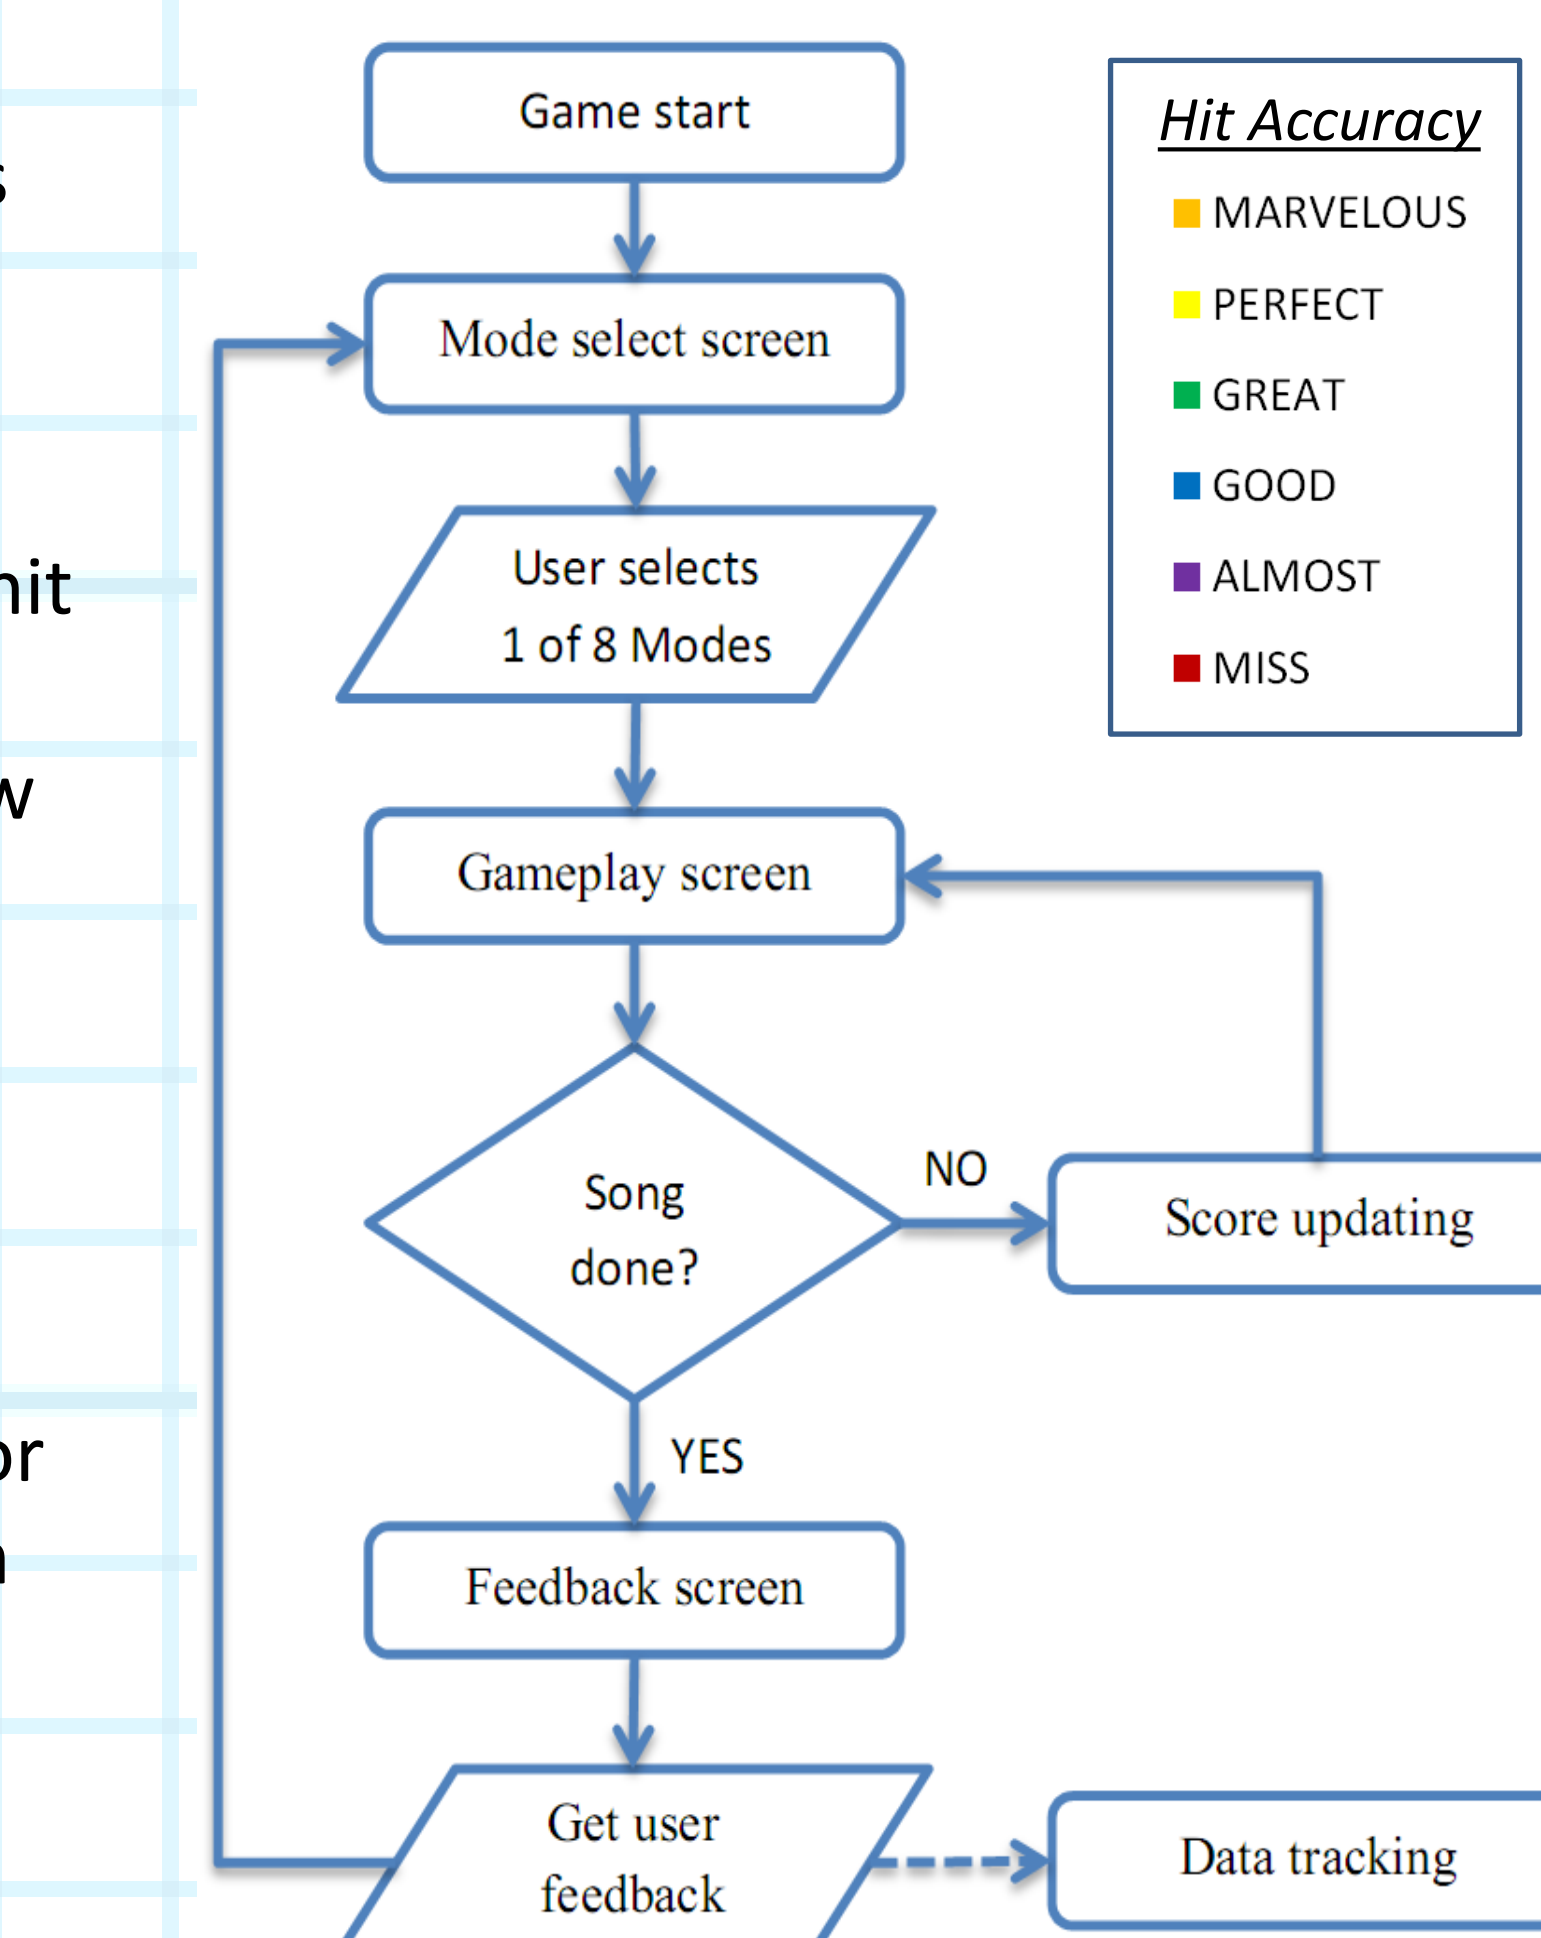 Game start
Mode select screen
User selects
1 of 8 Modes
Gameplay screen
Song
done?
NO
Score updating
YES
Feedback screen
Get user
feedback
Data tracking
Hit Accuracy
MARVELOUS
PERFECT
GREAT
GOOD
ALMOST
MISS
or